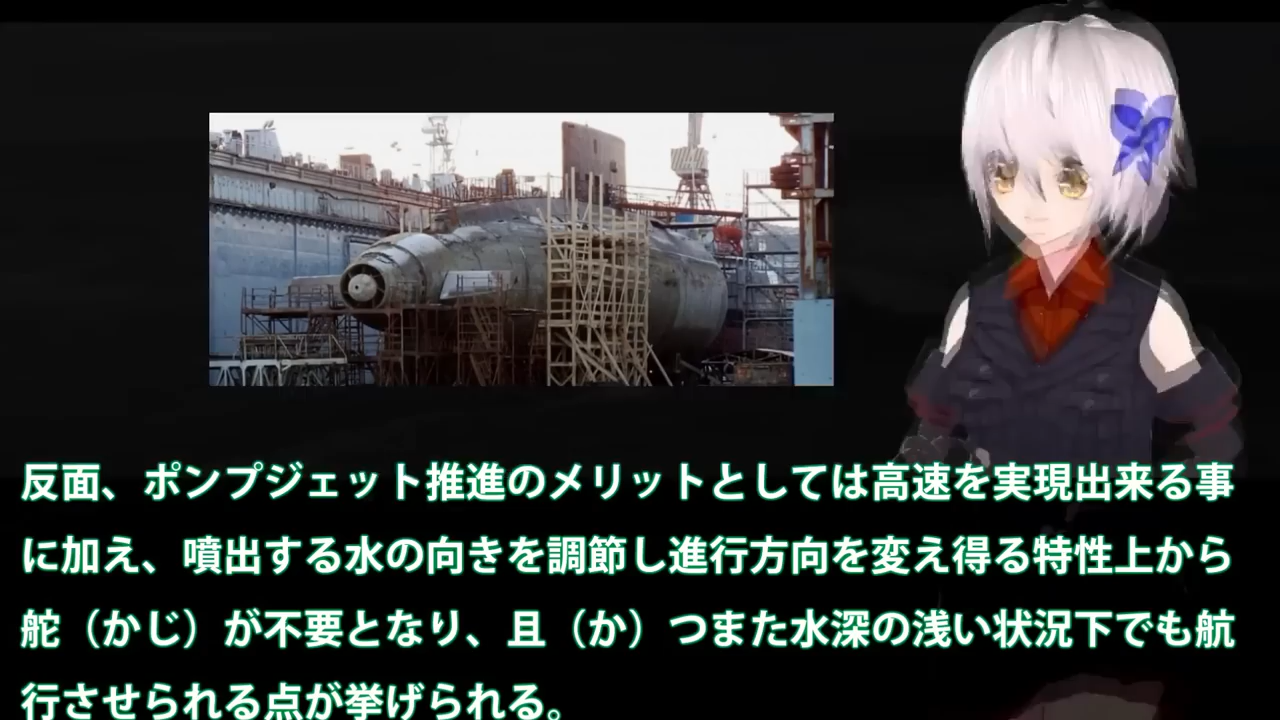 反面、ポンプジェット推進のメリットとしては高速を実現出来る事
に加え、噴出する水の向きを調節し進行方向を変え得る特性上から
舵（かじ）が不要となり、且（か）つまた水深の浅い状況下でも航
行させられる点が挙げられる。